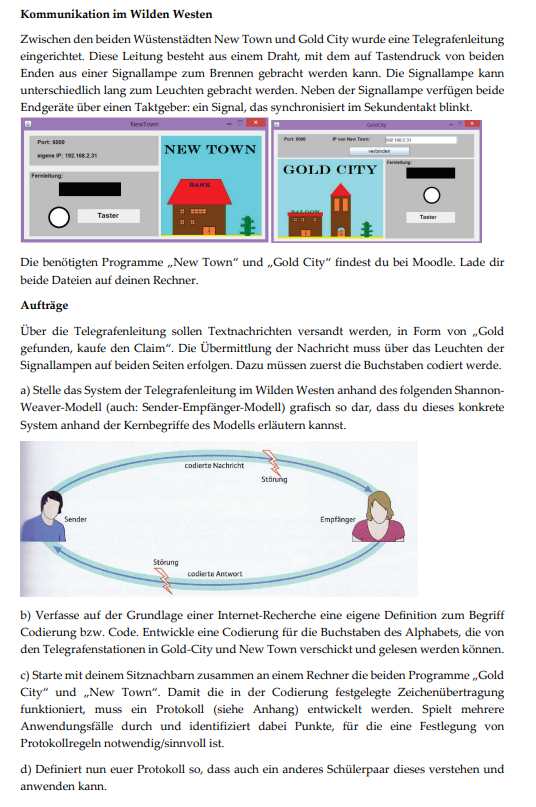 Kommunikation im Wilden Westen
Zwischen den beiden Wüstenstädten New Town und Gold City wurde eine Telegrafenleitung
eingerichtet. Diese Leitung besteht aus einem Draht, mit dem auf Tastendruck von beiden
Enden aus einer Signallampe zum Brennen gebracht werden kann. Die Signallampe kann
unterschiedlich lang zum Leuchten gebracht werden. Neben der Signallampe verfügen beide
Endgeräte über einen Taktgeber: ein Signal, das synchronisiert im Sekundentakt blinkt.
NewTown
Port: 6000
eigene IP: 192.168.2.31
Fernleitung:
Taster
NEW TOWN
BANK
GoldCity
Port: 6000
IP von New Town:
192.168.2.31
verbinden
GOLD CITY
SALOON
Fernleitung:
Taster
Die benötigten Programme „New Town“ und „Gold City“ findest du bei Moodle. Lade dir
beide Dateien auf deinen Rechner.
Aufträge
Über die Telegrafenleitung sollen Textnachrichten versandt werden, in Form von „Gold
gefunden, kaufe den Claim“. Die Übermittlung der Nachricht muss über das Leuchten der
Signallampen auf beiden Seiten erfolgen. Dazu müssen zuerst die Buchstaben codiert werde.
a) Stelle das System der Telegrafenleitung im Wilden Westen anhand des folgenden Shannon-
Weaver-Modell (auch: Sender-Empfänger-Modell) grafisch so dar, dass du dieses konkrete
System anhand der Kernbegriffe des Modells erläutern kannst.
codierte Nachricht
Störung
Sender
Empfänger
Störung
codierte Antwort
b) Verfasse auf der Grundlage einer Internet-Recherche eine eigene Definition zum Begriff
Codierung bzw. Code. Entwickle eine Codierung für die Buchstaben des Alphabets, die von
den Telegrafenstationen in Gold-City und New Town verschickt und gelesen werden können.
c) Starte mit deinem Sitznachbarn zusammen an einem Rechner die beiden Programme „Gold
City“ und „New Town“. Damit die in der Codierung festgelegte Zeichenübertragung
funktioniert, muss ein Protokoll (siehe Anhang) entwickelt werden. Spielt mehrere
Anwendungsfälle durch und identifiziert dabei Punkte, für die eine Festlegung von
Protokollregeln notwendig/sinnvoll ist.
d) Definiert nun euer Protokoll so, dass auch ein anderes Schülerpaar dieses verstehen und
anwenden kann.